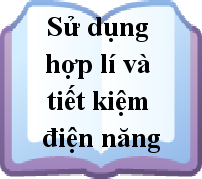 Sử dụng
hợp lí và
tiết kiệm
điện năng